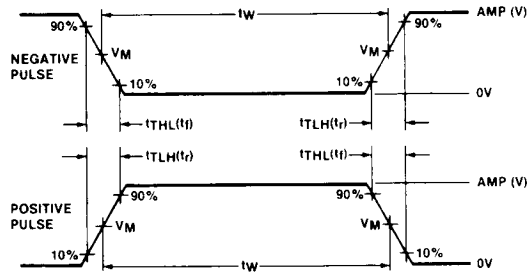 90%
tW
90%
AMP (V)
NEGATIVE
PULSE
VM
VM
10%
10%
0V
tTHL(tf)
tTLH(tr)
tTLH(tr)
tTHL(tf)
AMP (V)
POSITIVE
PULSE
90%
90%
VM
VM
10%
tW
10%
0V